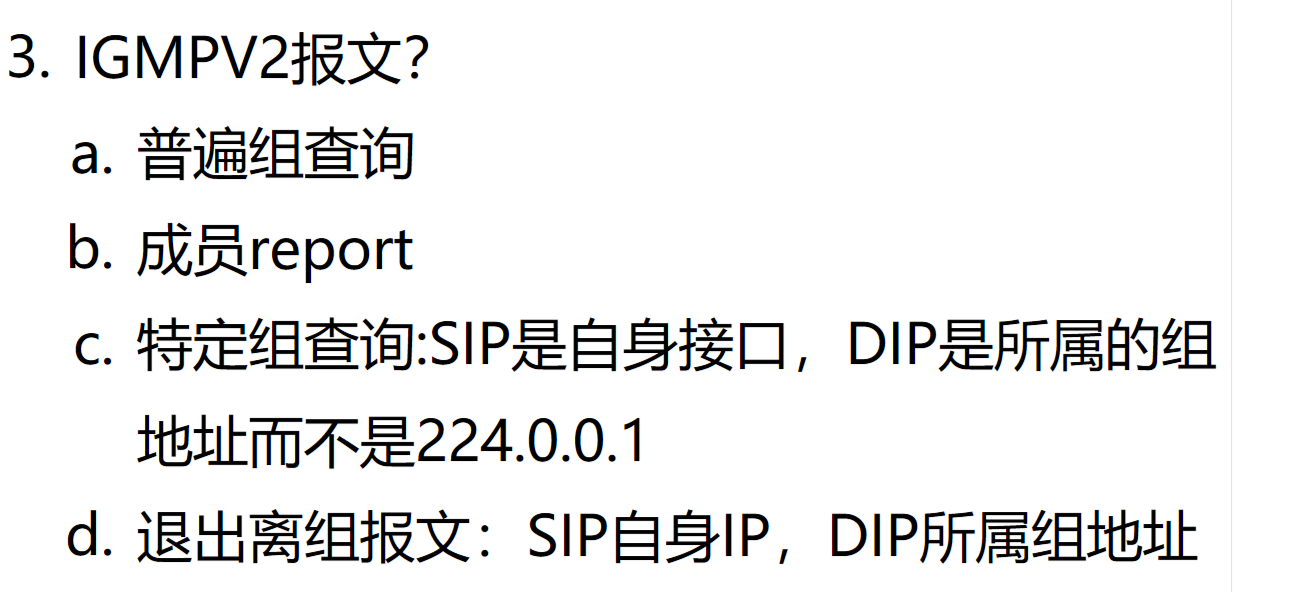 3. IGMPV2报文?
a. 普遍组查询
b. 成员report
c. 特定组查询:SIP是自身接口，DIP是所属的组
地址而不是224.0.0.1
d. 退出离组报文：SIP自身IP，DIP所属组地址